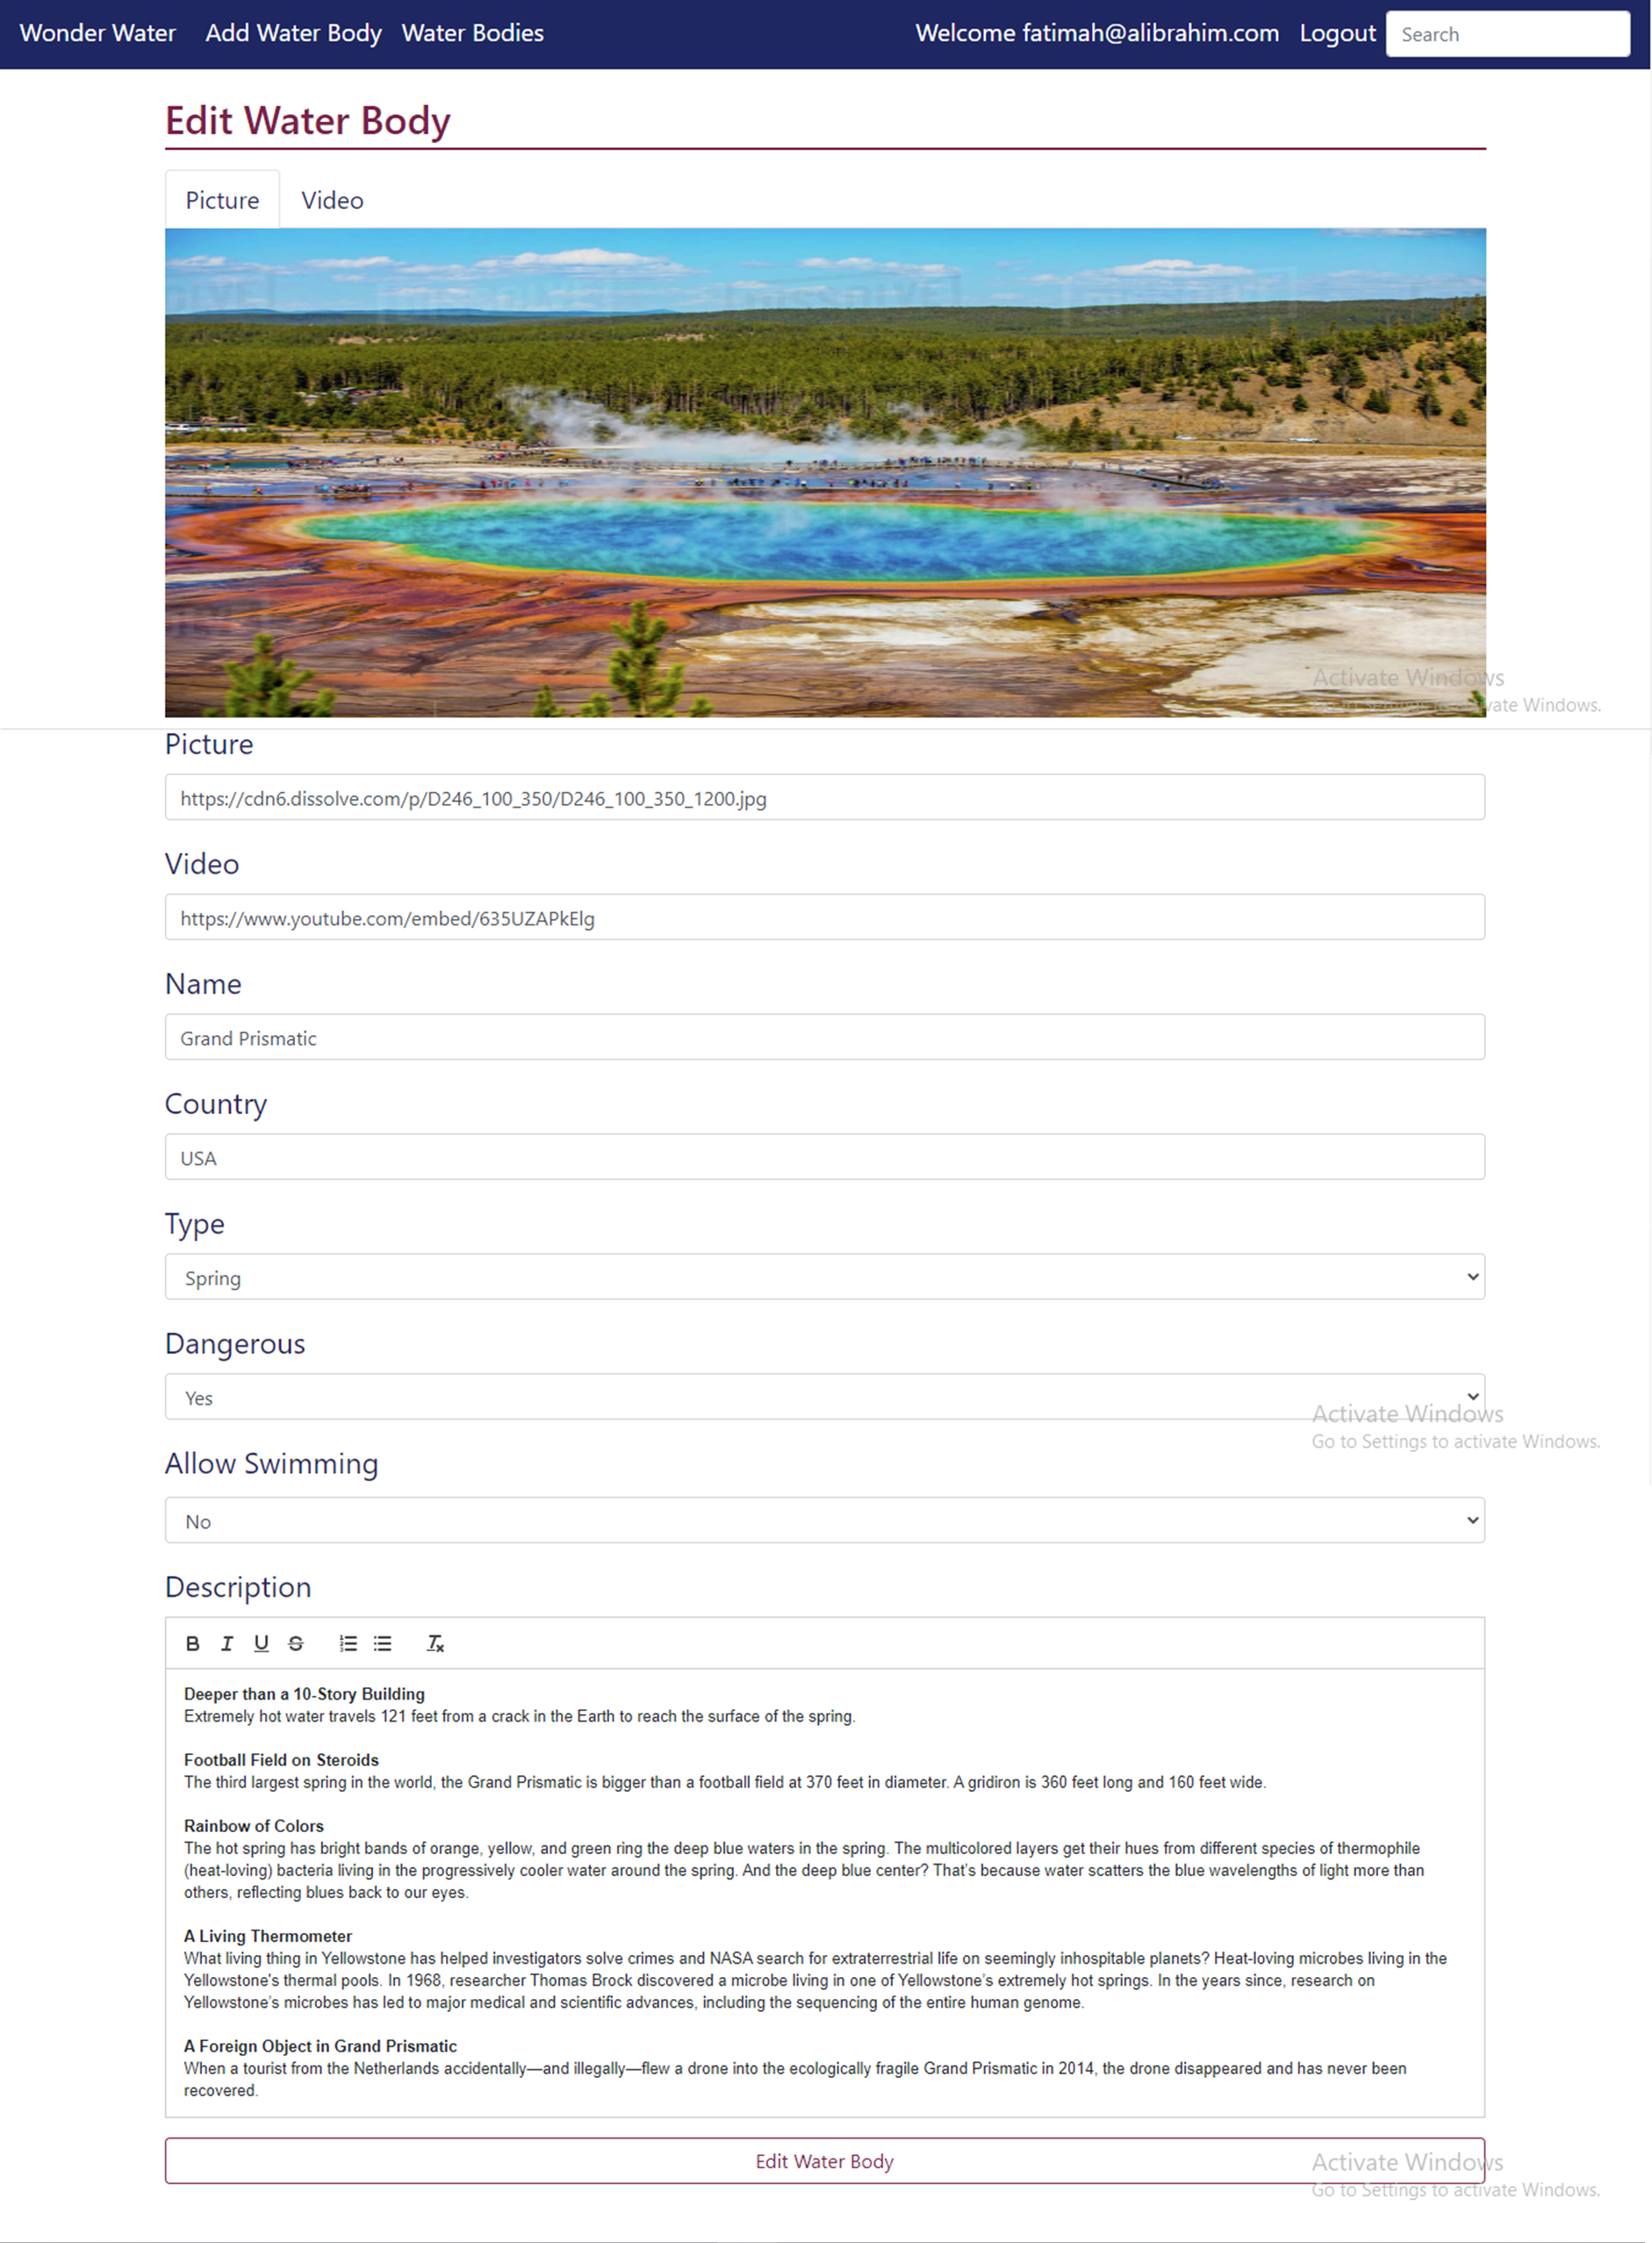 Wonder Water Add Water Body Water Bodies Welcome fatimah@alibrahim.com Logout Search
Edit Water Body
Picture Video
Activate Windows
Picture
https://cdn6.dissolve.com/p/D246_100_350/D246_100_350_1200.jpg
Video
https://www.youtube.com/embed/635UZAPkElg
Name
Grand Prismatic
Country
USA
Type
Spring
Dangerous
Yes
Activate Windows
Go to Settings to activate Windows.
Allow Swimming
No
Description
Deeper than a 10-Story Building
Extremely hot water travels 121 feet from a crack in the Earth to reach the surface of the spring.
Football Field on Steroids
The third largest spring in the world, the Grand Prismatic is bigger than a football field at 370 feet in diameter. A gridiron is 360 feet long and 160 feet wide.
Rainbow of Colors
The hot spring has bright bands of orange, yellow, and green ring the deep blue waters in the spring. The multicolored layers get their hues from different species of thermophile
(heat-loving) bacteria living in the progressively cooler water around the spring. And the deep blue center? That's because water scatters the blue wavelengths of light more than
others, reflecting blues back to our eyes.
A Living Thermometer
What living thing in Yellowstone has helped investigators solve crimes and NASA search for extraterrestrial life on seemingly inhospitable planets? Heat-loving microbes living in the
Yellowstone's thermal pools. In 1968, researcher Thomas Brock discovered a microbe living in one of Yellowstone's extremely hot springs. In the years since, research on
Yellowstone's microbes has led to major medical and scientific advances, including the sequencing of the entire human genome.
A Foreign Object in Grand Prismatic
When a tourist from the Netherlands accidentally—and illegally—flew a drone into the ecologically fragile Grand Prismatic in 2014, the drone disappeared and has never been
recovered.
Edit Water Body
Activate Windows
Go to Settings to activate Windows.